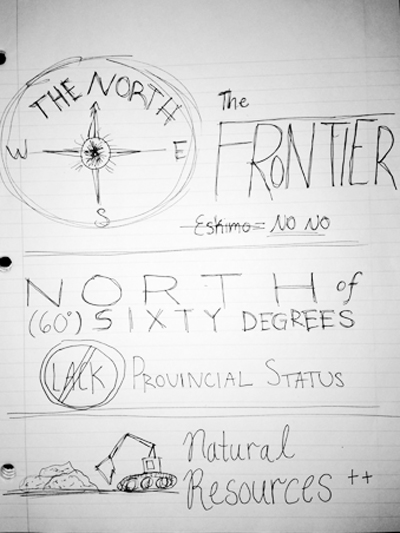 THE NORTH
W E
S
The
FRONTIER
Eskimo = NO NO
NORTH of
(60°) SIXTY DEGREES
LACK PROVINCIAL STATUS
Natural
Resources ++